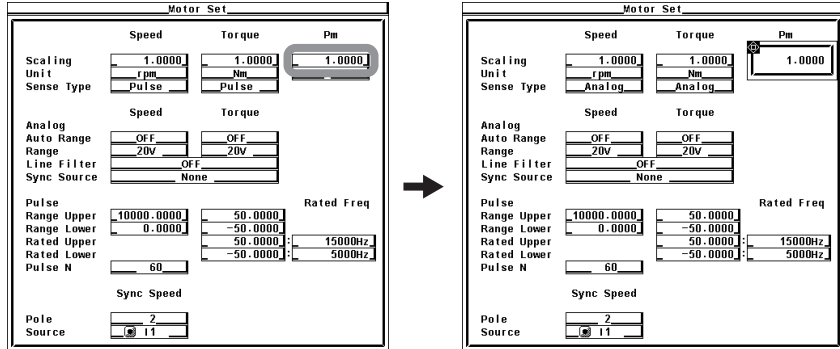 Motor Set
Speed Torque Pm
Scaling 1.0000 1.0000 1.0000
Unit rpm Nm
Sense Type Pulse Pulse
Speed Torque
Analog
Auto Range OFF OFF
Range 20V 20V
Line Filter OFF
Sync Source None
Pulse Rated Freq
Range Upper 10000.0000 50.0000
Range Lower 0.0000 -50.0000
Rated Upper 50.0000 : 15000Hz
Rated Lower -50.0000 : 5000Hz
Pulse N 60
Sync Speed
Pole 2
Source I1
Motor Set
Speed Torque Pm
Scaling 1.0000 1.0000 1.0000
Unit rpm Nm
Sense Type Analog Analog
Speed Torque
Analog
Auto Range OFF OFF
Range 20V 20V
Line Filter OFF
Sync Source None
Pulse Rated Freq
Range Upper 10000.0000 50.0000
Range Lower 0.0000 -50.0000
Rated Upper 50.0000 : 15000Hz
Rated Lower -50.0000 : 5000Hz
Pulse N 60
Sync Speed
Pole 2
Source I1